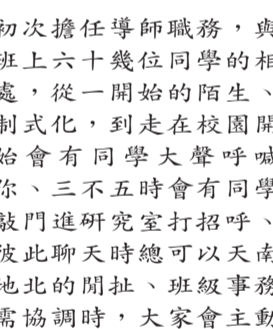 初次擔任導師職務，與
班上六十幾位同學的相
處，從一開始的陌生、
制式化，到走在校園開
始會有同學大聲呼喊
你、三不五時會有同學
敲門進研究室打招呼、
彼此聊天時總可以天南
地北的閒扯、班級事務
需協調時，大家會主動